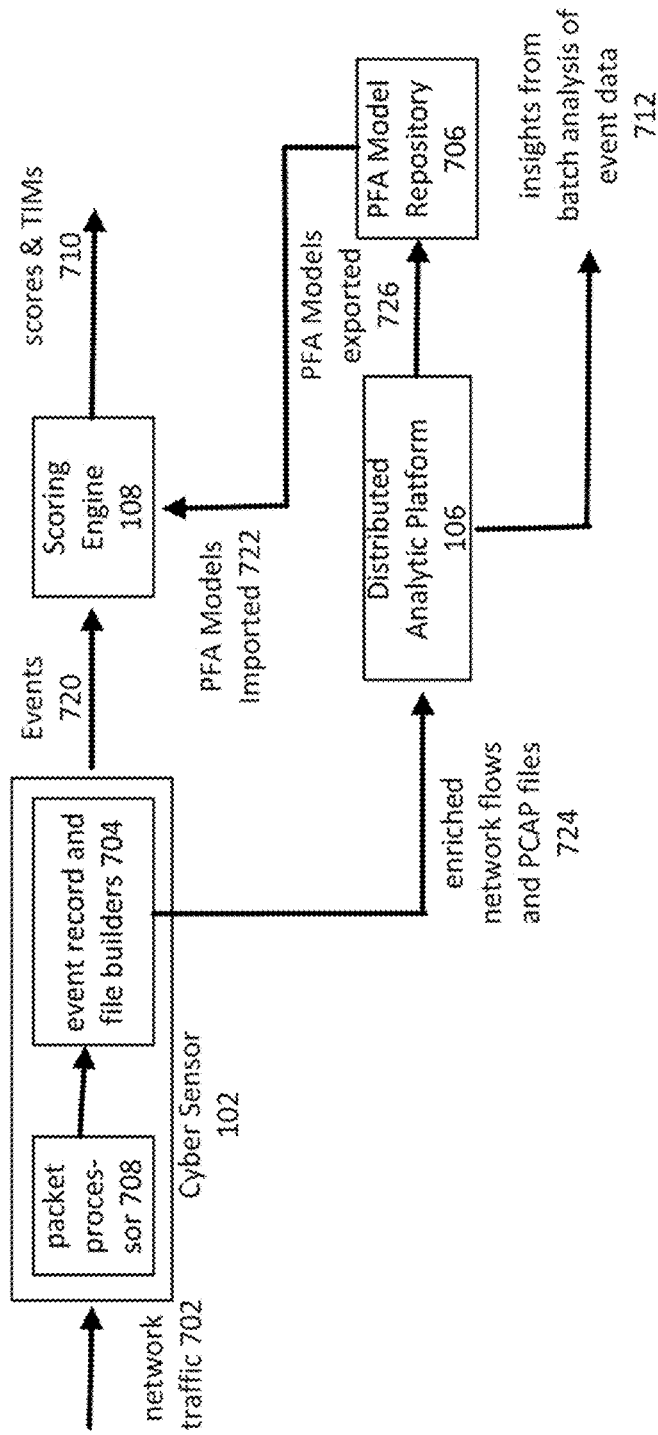 network
traffic 702
packet
proces-
sor 708
event record and
file builders 704
Cyber Sensor
102
Events
720
Scoring
Engine
108
scores & TIMs
710
PFA Models
Imported 722
enriched
network flows
and PCAP files
724
Distributed
Analytic Platform
106
PFA Models
exported
726
PFA Model
Repository
706
insights from
batch analysis of
event data
712